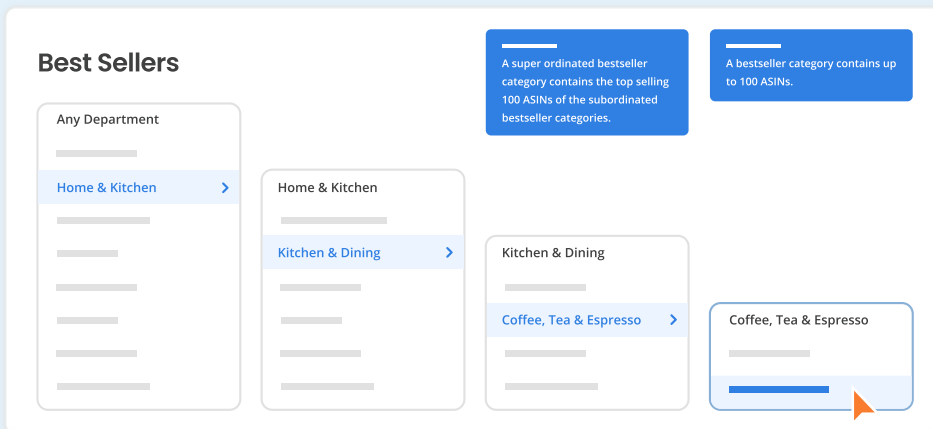 Best Sellers
A super ordinated bestseller
category contains the top selling
100 ASINs of the subordinated
bestseller categories.
A bestseller category contains up
to 100 ASINs.
Any Department
Home & Kitchen
Home & Kitchen
Kitchen & Dining
Kitchen & Dining
Coffee, Tea & Espresso
Coffee, Tea & Espresso